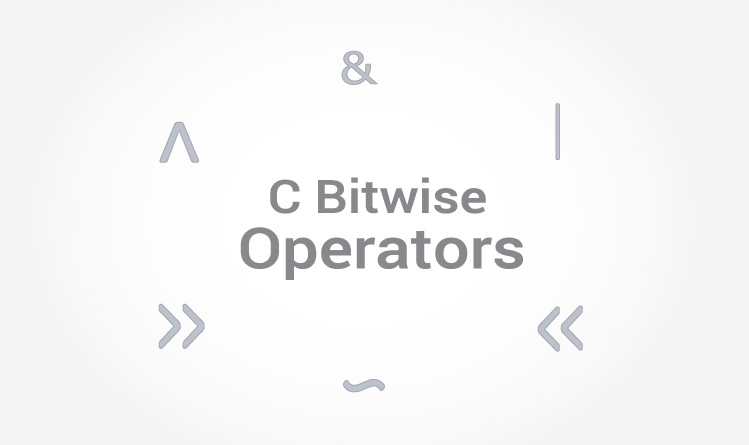 &
^ |
C Bitwise
Operators
>> <<
~